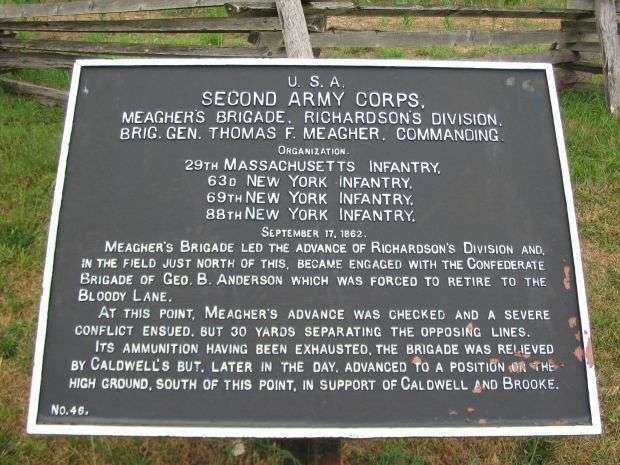 U.S.A.
SECOND ARMY CORPS,
MEAGHER'S BRIGADE, RICHARDSON'S DIVISION,
BRIG. GEN. THOMAS F. MEAGHER, COMMANDING.
ORGANIZATION.
29TH MASSACHUSETTS INFANTRY,
63D NEW YORK INFANTRY,
69TH NEW YORK INFANTRY,
88TH NEW YORK INFANTRY.
SEPTEMBER 17, 1862.
MEAGHER'S BRIGADE LED THE ADVANCE OF RICHARDSON'S DIVISION AND,
IN THE FIELD JUST NORTH OF THIS, BECAME ENGAGED WITH THE CONFEDERATE
BRIGADE OF GEO. B. ANDERSON WHICH WAS FORCED TO RETIRE TO THE
BLOODY LANE.
AT THIS POINT, MEAGHER'S ADVANCE WAS CHECKED AND A SEVERE
CONFLICT ENSUED, BUT 30 YARDS SEPARATING THE OPPOSING LINES.
ITS AMMUNITION HAVING BEEN EXHAUSTED, THE BRIGADE WAS RELIEVED
BY CALDWELL'S BUT, LATER IN THE DAY, ADVANCED TO A POSITION ON THE
HIGH GROUND, SOUTH OF THIS POINT, IN SUPPORT OF CALDWELL AND BROOKE.
NO. 46.